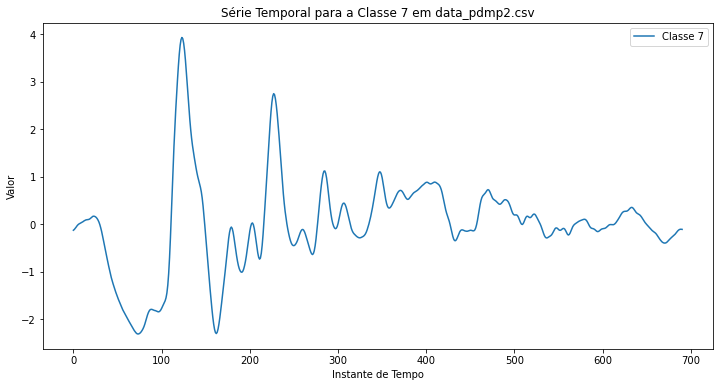 Série Temporal para a Classe 7 em data_pdmp2.csv
Classe 7
Valor
4
3
2
1
0
−1
−2
0 100 200 300 400 500 600 700
Instante de Tempo